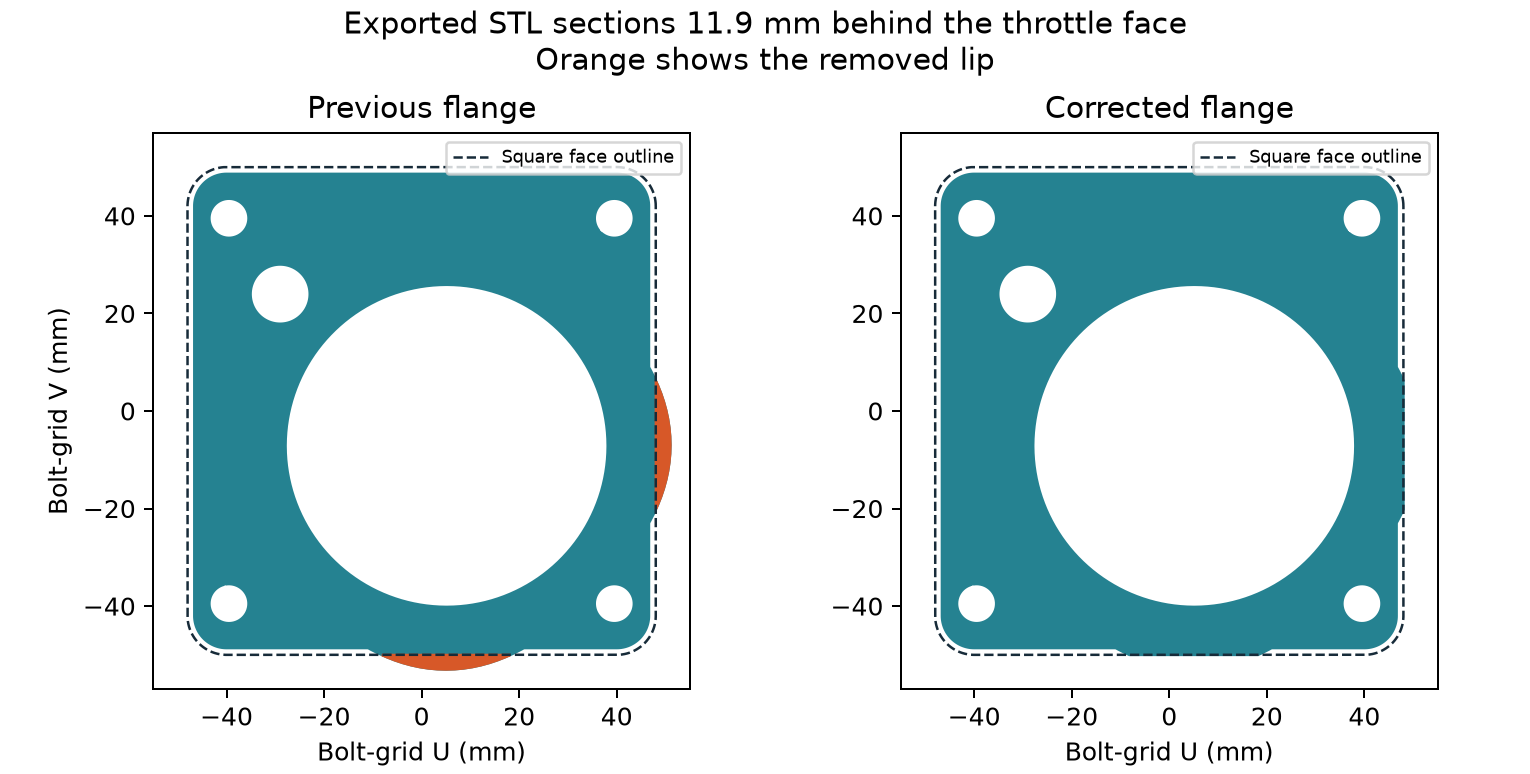 Exported STL sections 11.9 mm behind the throttle face
Orange shows the removed lip
Previous flange
Square face outline
40
20
0
−20
−40
Bolt-grid V (mm)
−40 −20 0 20 40
Bolt-grid U (mm)
Corrected flange
Square face outline
40
20
0
−20
−40
−40 −20 0 20 40
Bolt-grid U (mm)